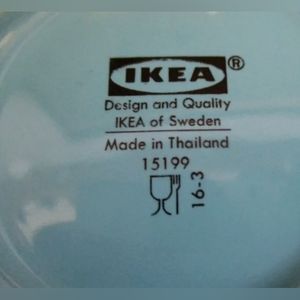 IKEA®
Design and Quality
IKEA of Sweden
Made in Thailand
15199
16-3